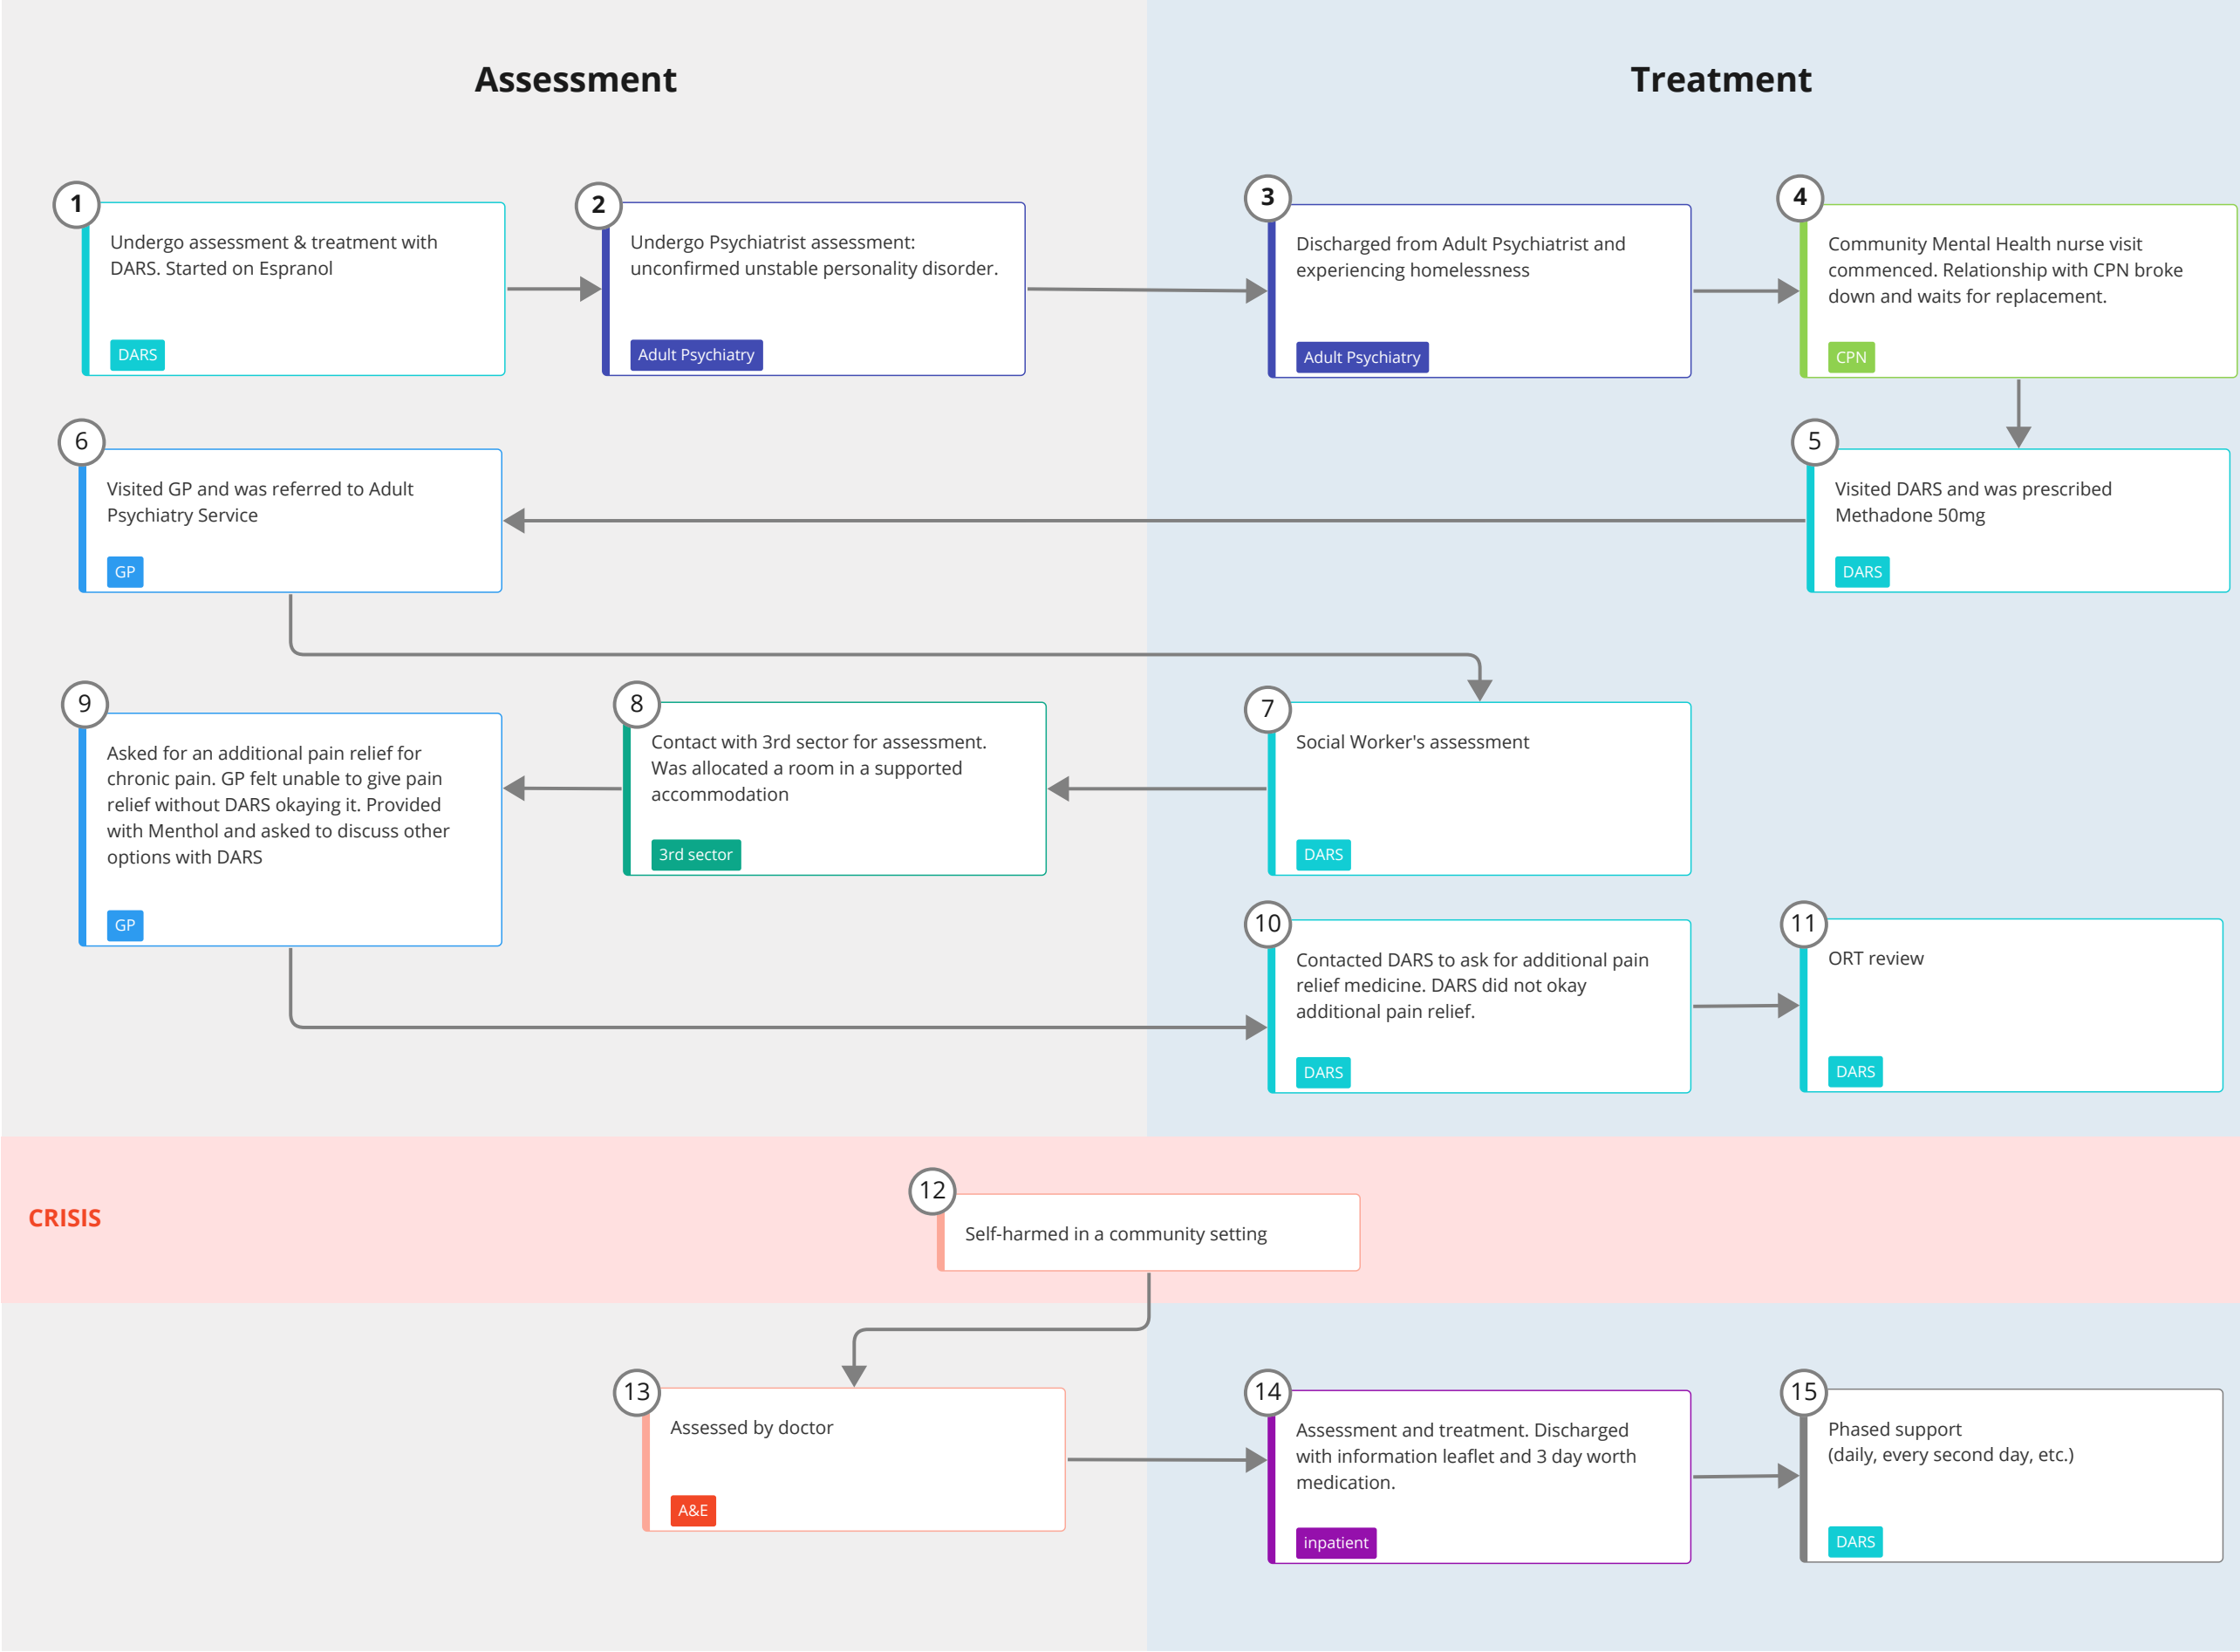 Assessment
Treatment
1
Undergo assessment & treatment with
DARS. Started on Espranol
DARS
2
Undergo Psychiatrist assessment:
unconfirmed unstable personality disorder.
Adult Psychiatry
3
Discharged from Adult Psychiatrist and
experiencing homelessness
Adult Psychiatry
4
Community Mental Health nurse visit
commenced. Relationship with CPN broke
down and waits for replacement.
CPN
5
Visited DARS and was prescribed
Methadone 50mg
DARS
6
Visited GP and was referred to Adult
Psychiatry Service
GP
7
Social Worker's assessment
DARS
8
Contact with 3rd sector for assessment.
Was allocated a room in a supported
accommodation
3rd sector
9
Asked for an additional pain relief for
chronic pain. GP felt unable to give pain
relief without DARS okaying it. Provided
with Menthol and asked to discuss other
options with DARS
GP
10
Contacted DARS to ask for additional pain
relief medicine. DARS did not okay
additional pain relief.
DARS
11
ORT review
DARS
CRISIS
12
Self-harmed in a community setting
13
Assessed by doctor
A&E
14
Assessment and treatment. Discharged
with information leaflet and 3 day worth
medication.
inpatient
15
Phased support
(daily, every second day, etc.)
DARS